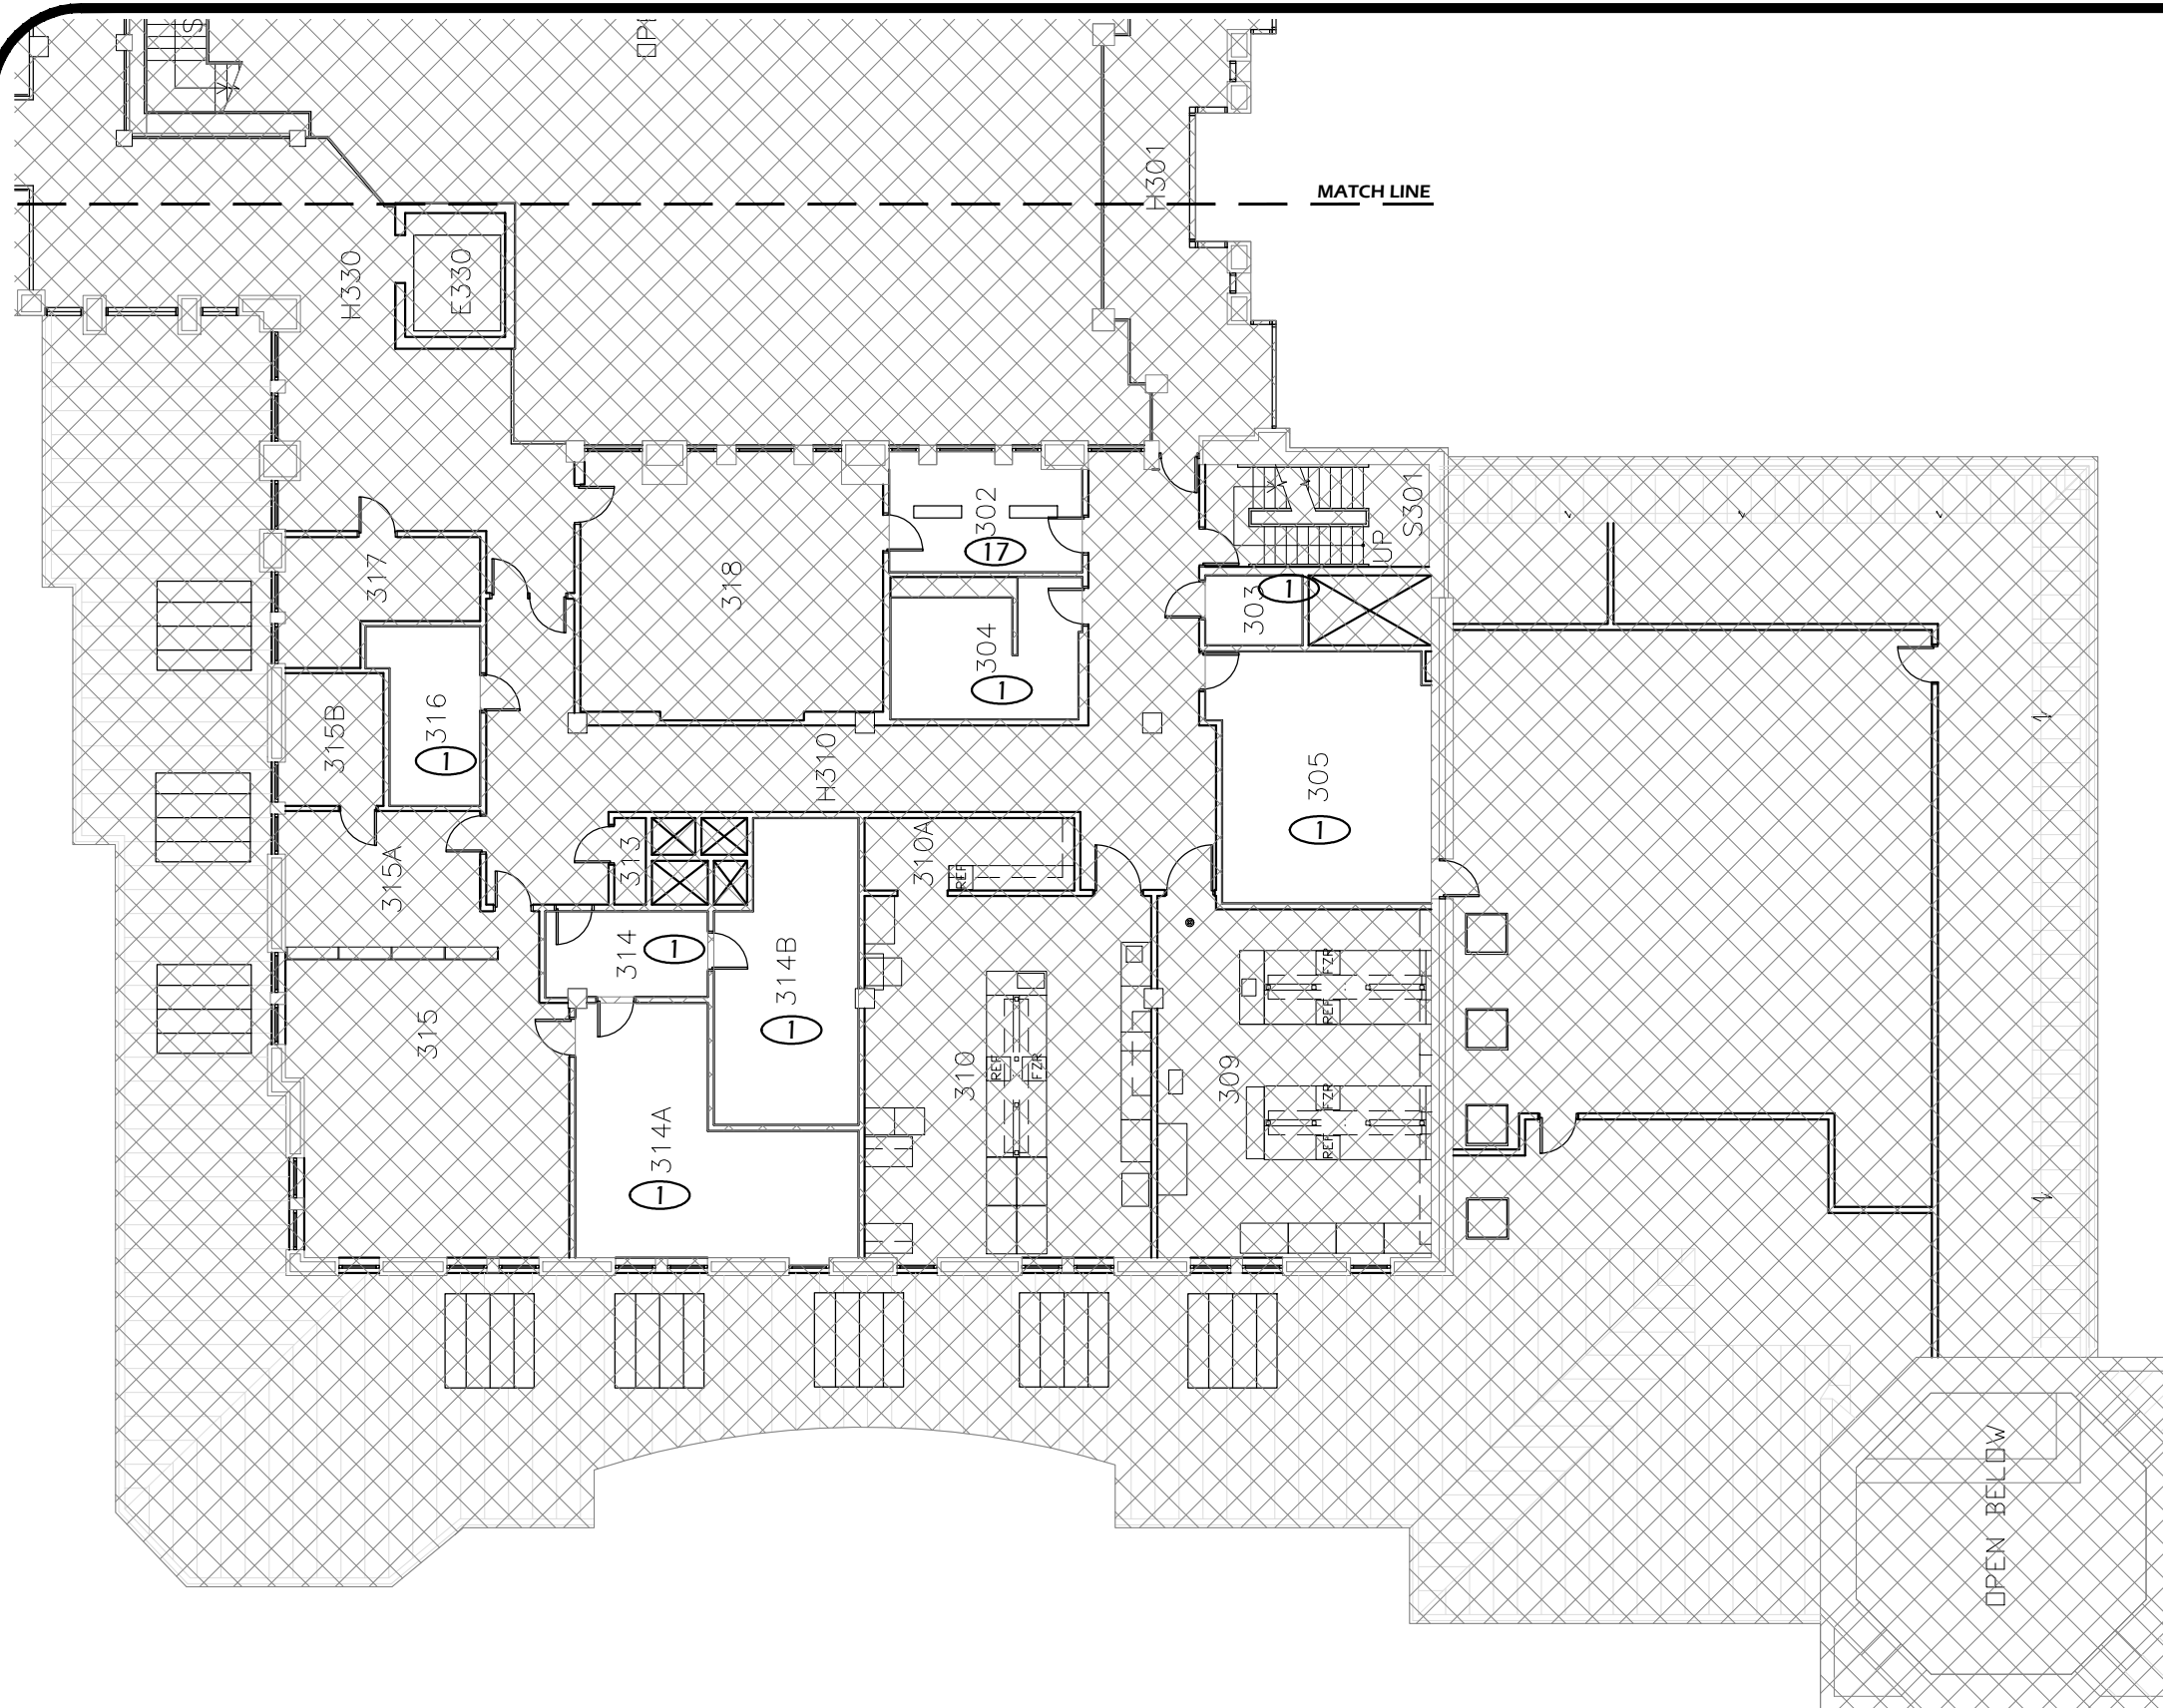 MATCH LINE
H301
H330
E330
302
17
S301
UP
317
318
303
1
304
1
316
1
315B
H310
305
1
315A
313
310A
REF
314
1
314B
1
315
310
REF
FZR
309
FZR
REF
FZR
REF
314A
1
OPEN BELOW